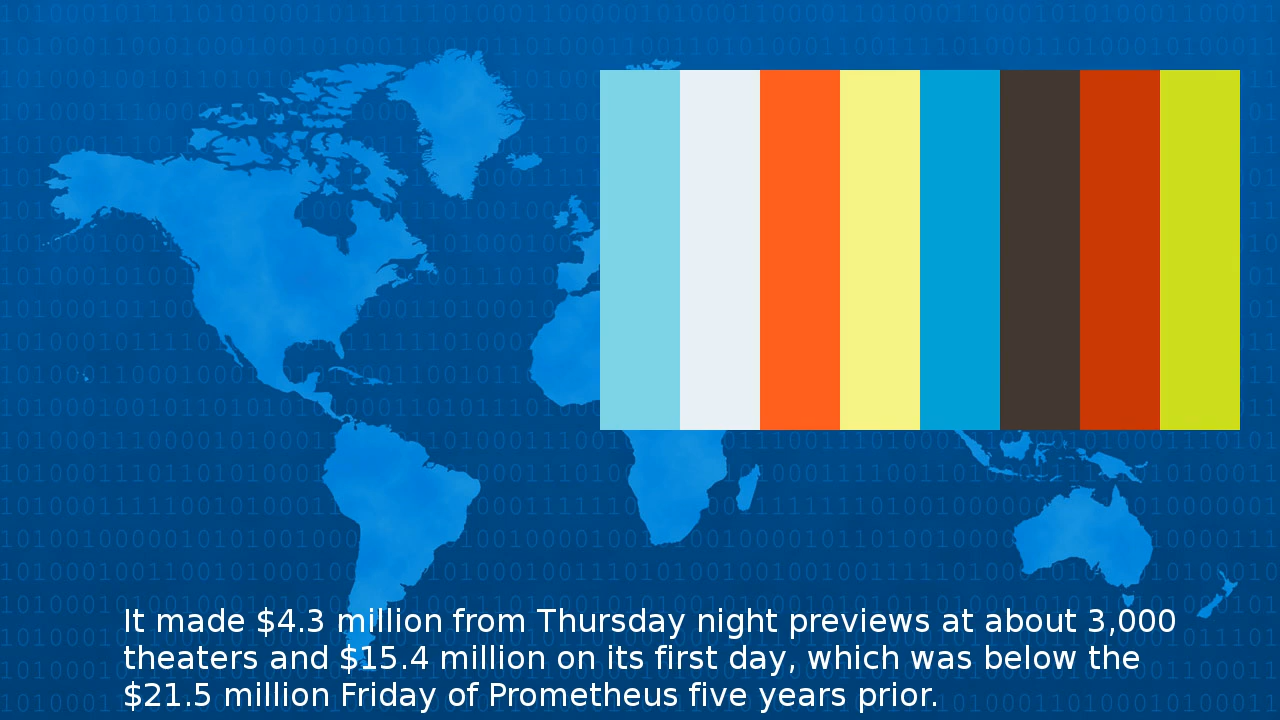 It made $4.3 million from Thursday night previews at about 3,000
theaters and $15.4 million on its first day, which was below the
$21.5 million Friday of Prometheus five years prior.